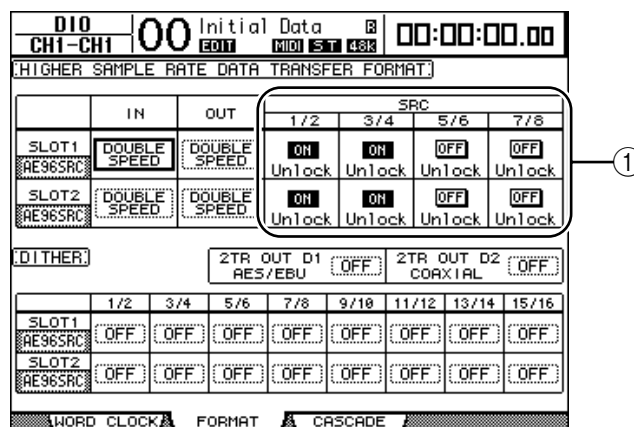 DIO
CH1-CH1
00 Initial Data R
EDIT MIDI ST 48K
00:00:00.00
HIGHER SAMPLE RATE DATA TRANSFER FORMAT
IN OUT SRC
1/2 3/4 5/6 7/8
SLOT1 DOUBLE SPEED DOUBLE SPEED ON ON OFF OFF
AE96SRC Unlock Unlock Unlock Unlock
SLOT2 DOUBLE SPEED DOUBLE SPEED ON ON OFF OFF
AE96SRC Unlock Unlock Unlock Unlock
1
DITHER
2TR OUT D1 AES/EBU OFF 2TR OUT D2 COAXIAL OFF
1/2 3/4 5/6 7/8 9/10 11/12 13/14 15/16
SLOT1 AE96SRC OFF OFF OFF OFF OFF OFF OFF OFF
SLOT2 AE96SRC OFF OFF OFF OFF OFF OFF OFF OFF
WORD CLOCK FORMAT CASCADE